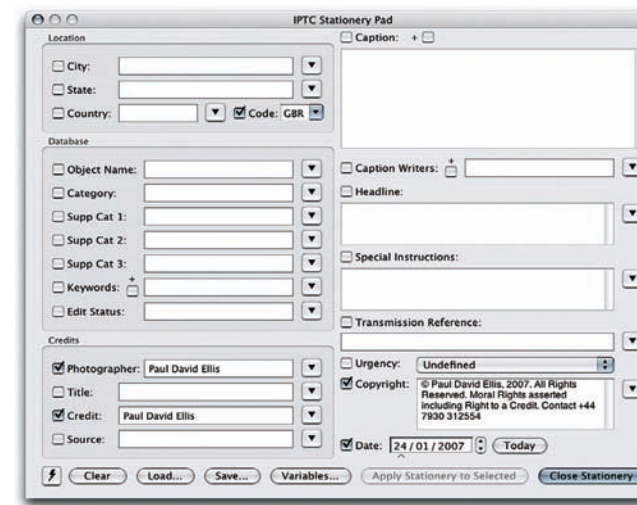 IPTC Stationery Pad
Location
City:
State:
Country:
Code: GBR
Database
Object Name:
Category:
Supp Cat 1:
Supp Cat 2:
Supp Cat 3:
Keywords: +
Edit Status:
Credits
Photographer: Paul David Ellis
Title:
Credit: Paul David Ellis
Source:
Caption: +
Caption Writers: +
Headline:
Special Instructions:
Transmission Reference:
Urgency: Undefined
Copyright: © Paul David Ellis, 2007. All Rights
Reserved. Moral Rights asserted
including Right to a Credit. Contact +44
7930 312554
Date: 24 / 01 / 2007 Today
Clear Load... Save... Variables... Apply Stationery to Selected Close Stationery